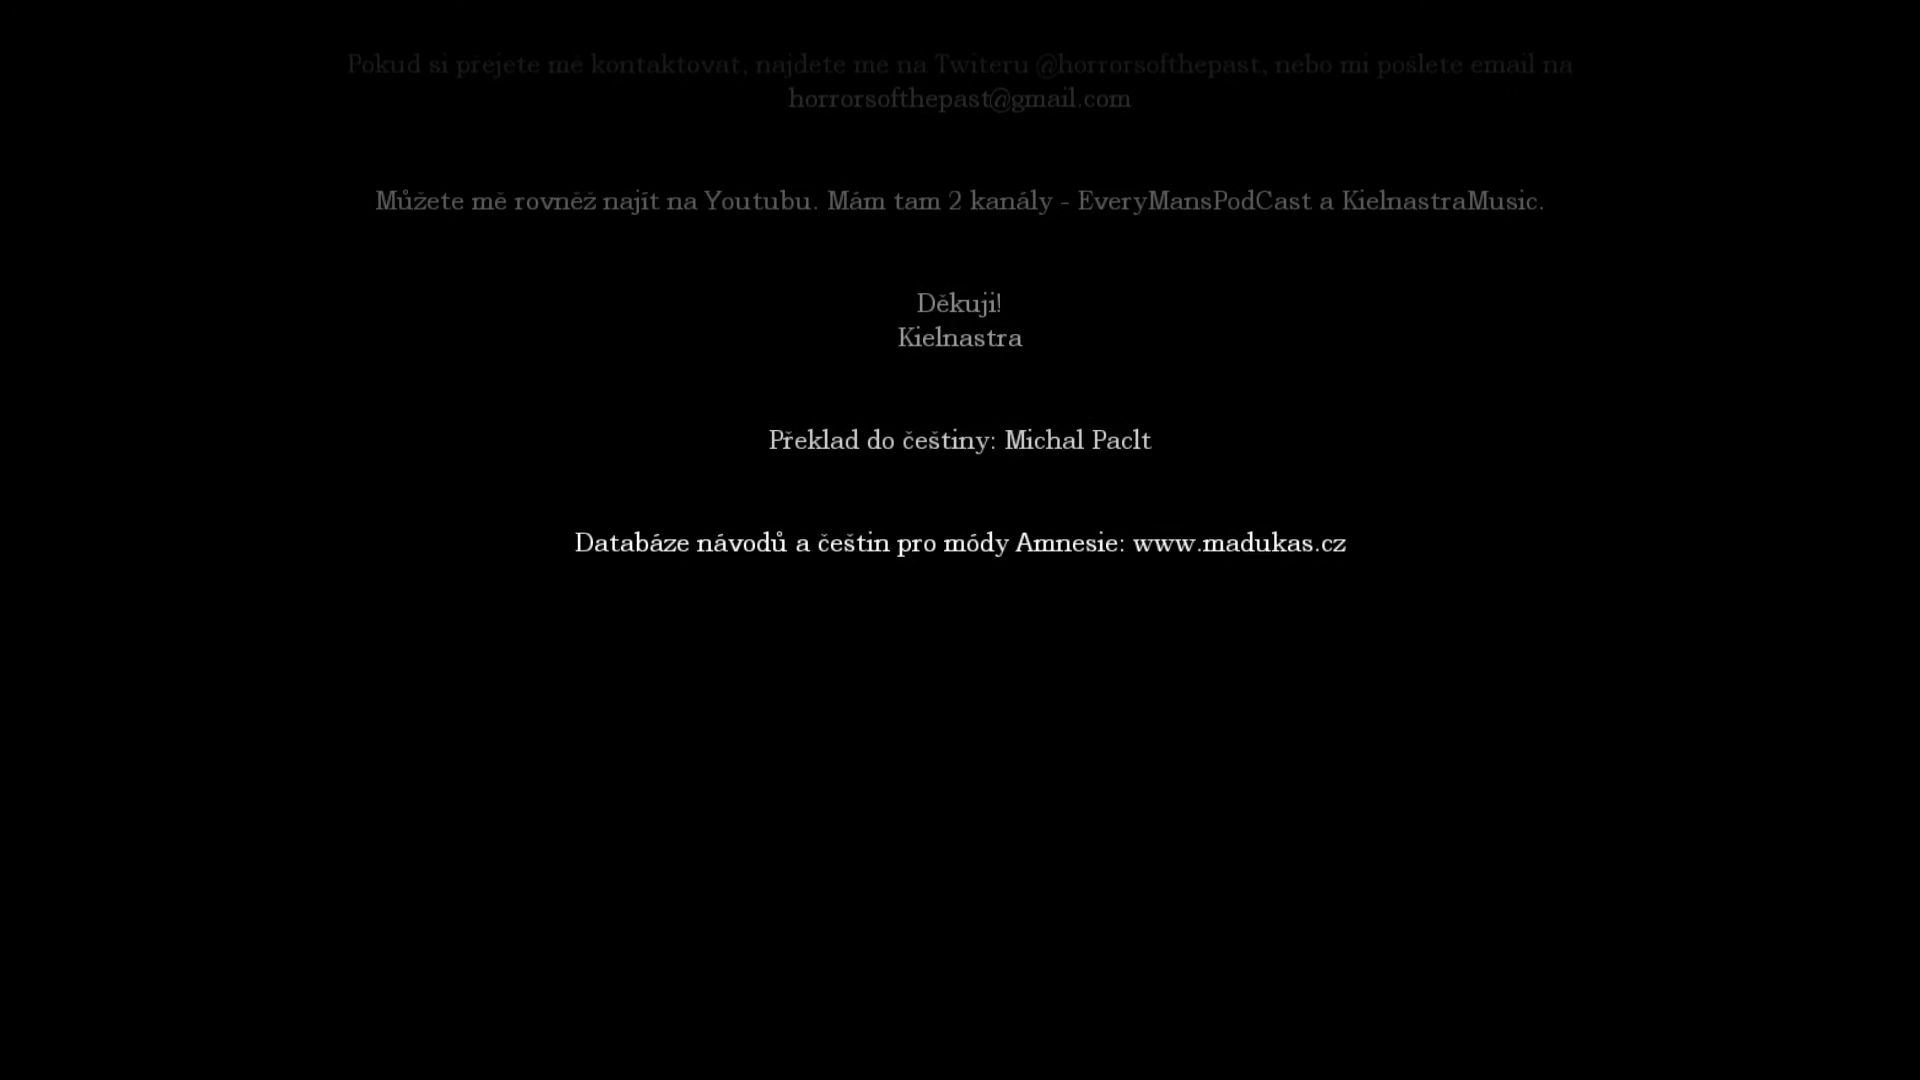 Pokud si přejete mě kontaktovat, najdete me na Twiteru @horrorsofthepast, nebo mi pošlete email na
horrorsofthepast@gmail.com
Můžete mě rovněž najít na Youtubu. Mám tam 2 kanály - EveryMansPodCast a KielnastraMusic.
Děkuji!
Kielnastra
Překlad do češtiny: Michal Paclt
Databáze návodů a češtin pro módy Amnesie: www.madukas.cz